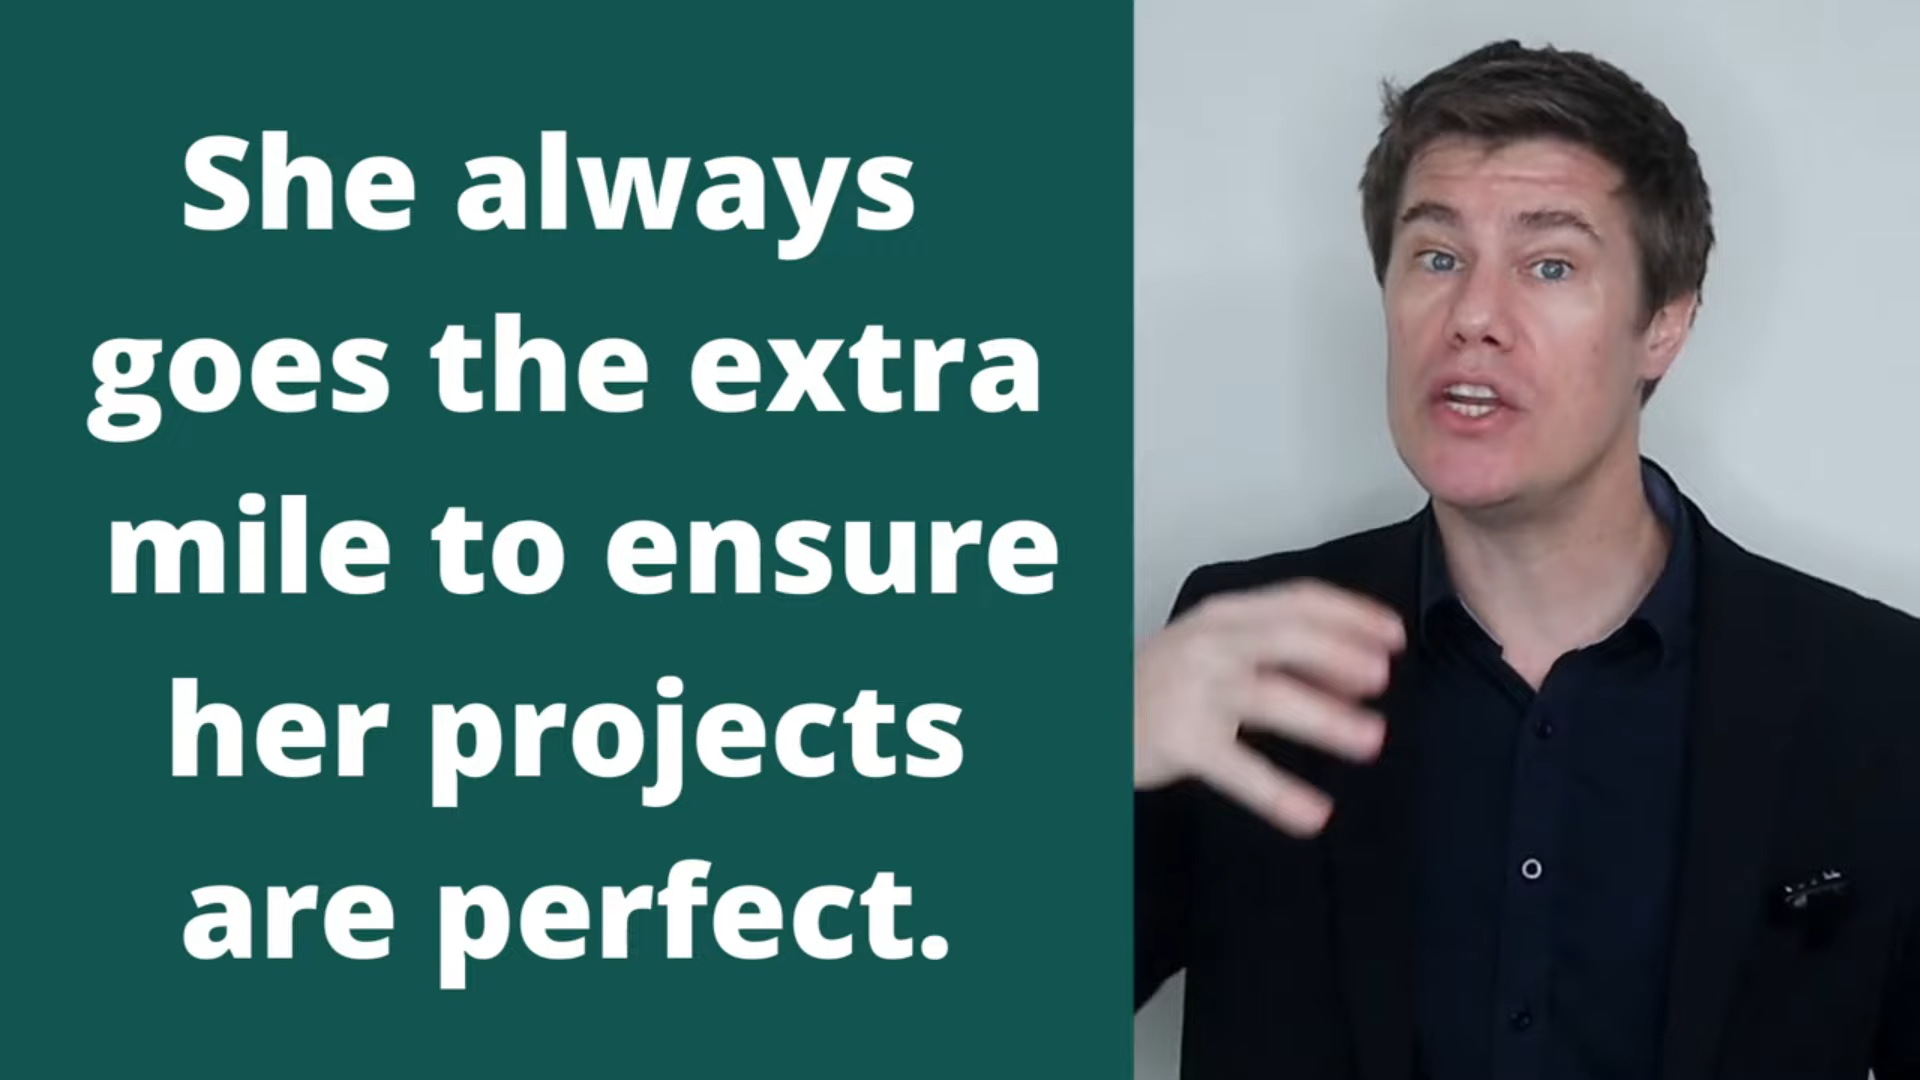 She always
goes the extra
mile to ensure
her projects
are perfect.